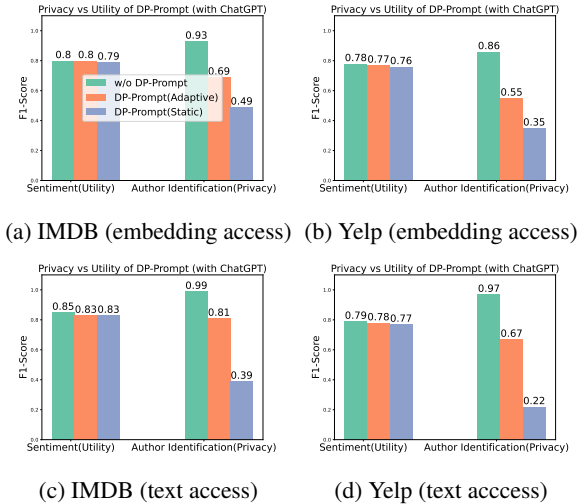 Privacy vs Utility of DP-Prompt (with ChatGPT)
F1-Score
1.0
0.8
0.6
0.4
0.2
0.0
0.8 0.8 0.79
0.93
0.69
0.49
w/o DP-Prompt
DP-Prompt(Adaptive)
DP-Prompt(Static)
Sentiment(Utility) Author Identification(Privacy)
(a) IMDB (embedding access)
Privacy vs Utility of DP-Prompt (with ChatGPT)
F1-Score
1.0
0.8
0.6
0.4
0.2
0.0
0.78 0.77 0.76
0.86
0.55
0.35
Sentiment(Utility) Author Identification(Privacy)
(b) Yelp (embedding access)
Privacy vs Utility of DP-Prompt (with ChatGPT)
F1-Score
1.0
0.8
0.6
0.4
0.2
0.0
0.85 0.83 0.83
0.99
0.81
0.39
Sentiment(Utility) Author Identification(Privacy)
(c) IMDB (text access)
Privacy vs Utility of DP-Prompt (with ChatGPT)
F1-Score
1.0
0.8
0.6
0.4
0.2
0.0
0.79 0.78 0.77
0.97
0.67
0.22
Sentiment(Utility) Author Identification(Privacy)
(d) Yelp (text acccess)